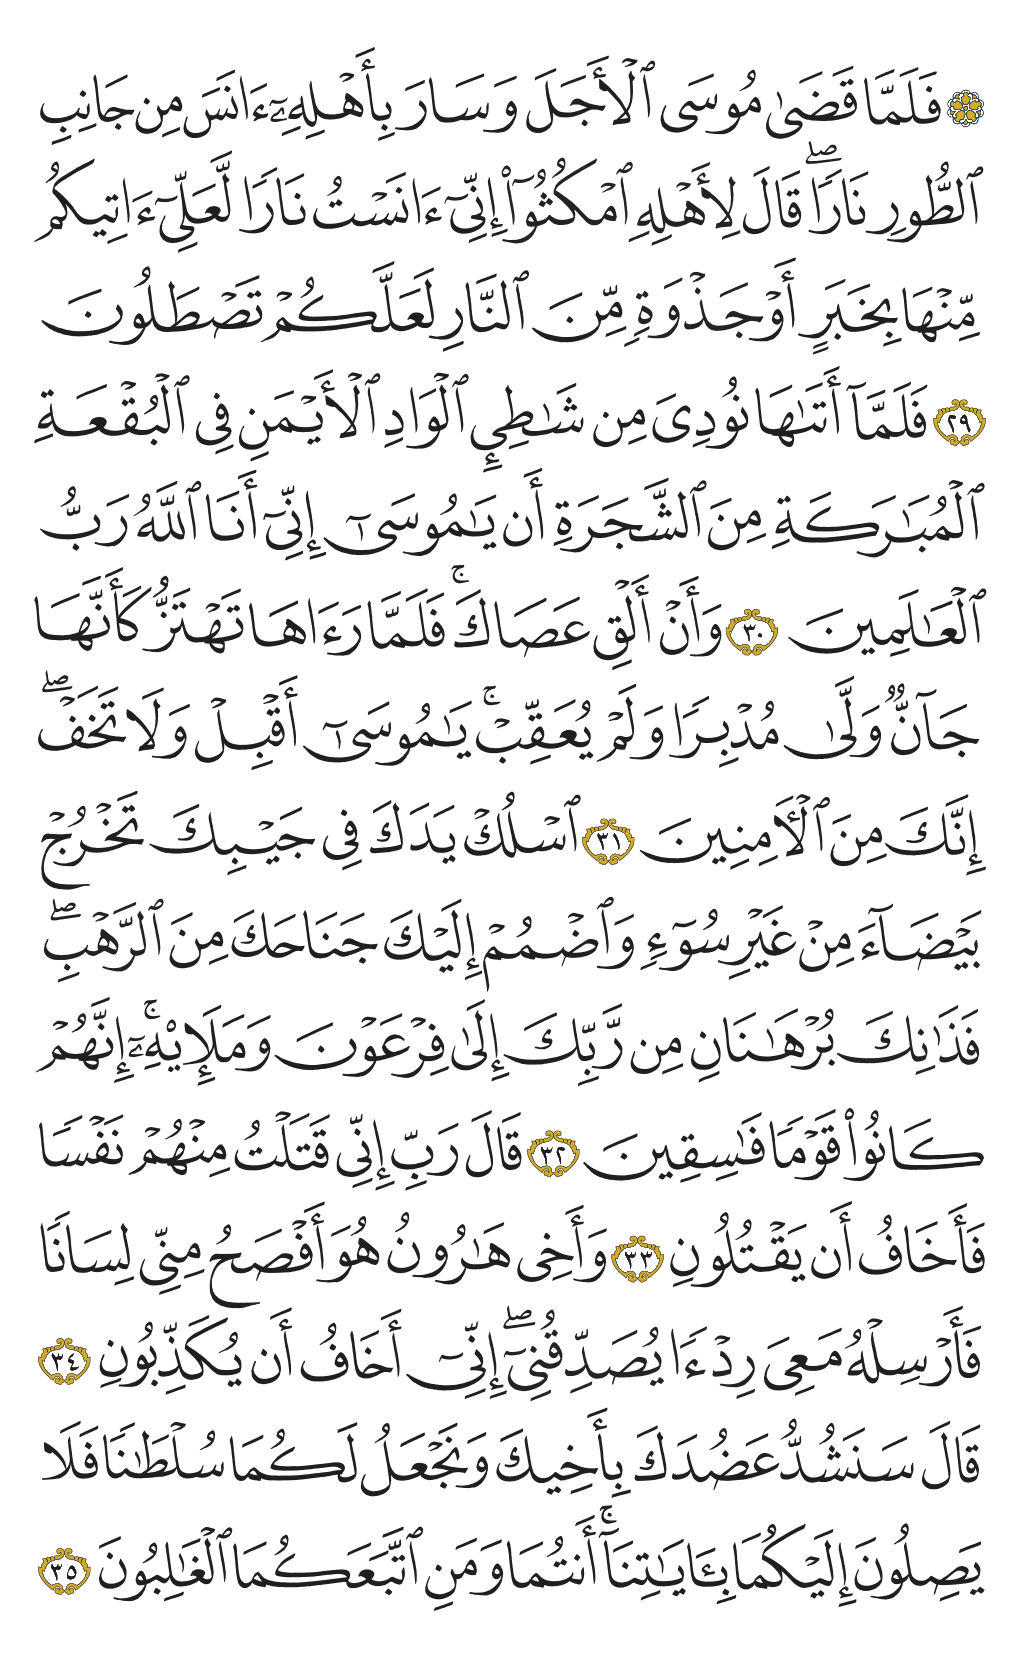 ۞ فَلَمَّا قَضَىٰ مُوسَى ٱلْأَجَلَ وَسَارَ بِأَهْلِهِۦٓ ءَانَسَ مِن جَانِبِ
ٱلطُّورِ نَارًاۖ قَالَ لِأَهْلِهِ ٱمْكُثُوٓا۟ إِنِّىٓ ءَانَسْتُ نَارًا لَّعَلِّىٓ ءَاتِيكُم
مِّنْهَا بِخَبَرٍ أَوْ جَذْوَةٍ مِّنَ ٱلنَّارِ لَعَلَّكُمْ تَصْطَلُونَ
٢٩ فَلَمَّآ أَتَىٰهَا نُودِىَ مِن شَـٰطِئِ ٱلْوَادِ ٱلْأَيْمَنِ فِى ٱلْبُقْعَةِ
ٱلْمُبَـٰرَكَةِ مِنَ ٱلشَّجَرَةِ أَن يَـٰمُوسَىٰٓ إِنِّىٓ أَنَا ٱللَّهُ رَبُّ
ٱلْعَـٰلَمِينَ ٣٠ وَأَنْ أَلْقِ عَصَاكَۚ فَلَمَّا رَءَاهَا تَهْتَزُّ كَأَنَّهَا
جَآنٌّ وَلَّىٰ مُدْبِرًا وَلَمْ يُعَقِّبْۚ يَـٰمُوسَىٰٓ أَقْبِلْ وَلَا تَخَفْۖ
إِنَّكَ مِنَ ٱلْـَٔامِنِينَ ٣١ ٱسْلُكْ يَدَكَ فِى جَيْبِكَ تَخْرُجْ
بَيْضَآءَ مِنْ غَيْرِ سُوٓءٍ وَٱضْمُمْ إِلَيْكَ جَنَاحَكَ مِنَ ٱلرَّهْبِۖ
فَذَٰنِكَ بُرْهَـٰنَانِ مِن رَّبِّكَ إِلَىٰ فِرْعَوْنَ وَمَلَإِي۟هِۦٓۚ إِنَّهُمْ
كَانُوا۟ قَوْمًا فَـٰسِقِينَ ٣٢ قَالَ رَبِّ إِنِّى قَتَلْتُ مِنْهُمْ نَفْسًا
فَأَخَافُ أَن يَقْتُلُونِ ٣٣ وَأَخِى هَـٰرُونُ هُوَ أَفْصَحُ مِنِّى لِسَانًا
فَأَرْسِلْهُ مَعِىَ رِدْءًا يُصَدِّقُنِىٓۖ إِنِّىٓ أَخَافُ أَن يُكَذِّبُونِ ٣٤
قَالَ سَنَشُدُّ عَضُدَكَ بِأَخِيكَ وَنَجْعَلُ لَكُمَا سُلْطَـٰنًا فَلَا
يَصِلُونَ إِلَيْكُمَا بِـَٔايَـٰتِنَآۚ أَنتُمَا وَمَنِ ٱتَّبَعَكُمَا ٱلْغَـٰلِبُونَ ٣٥